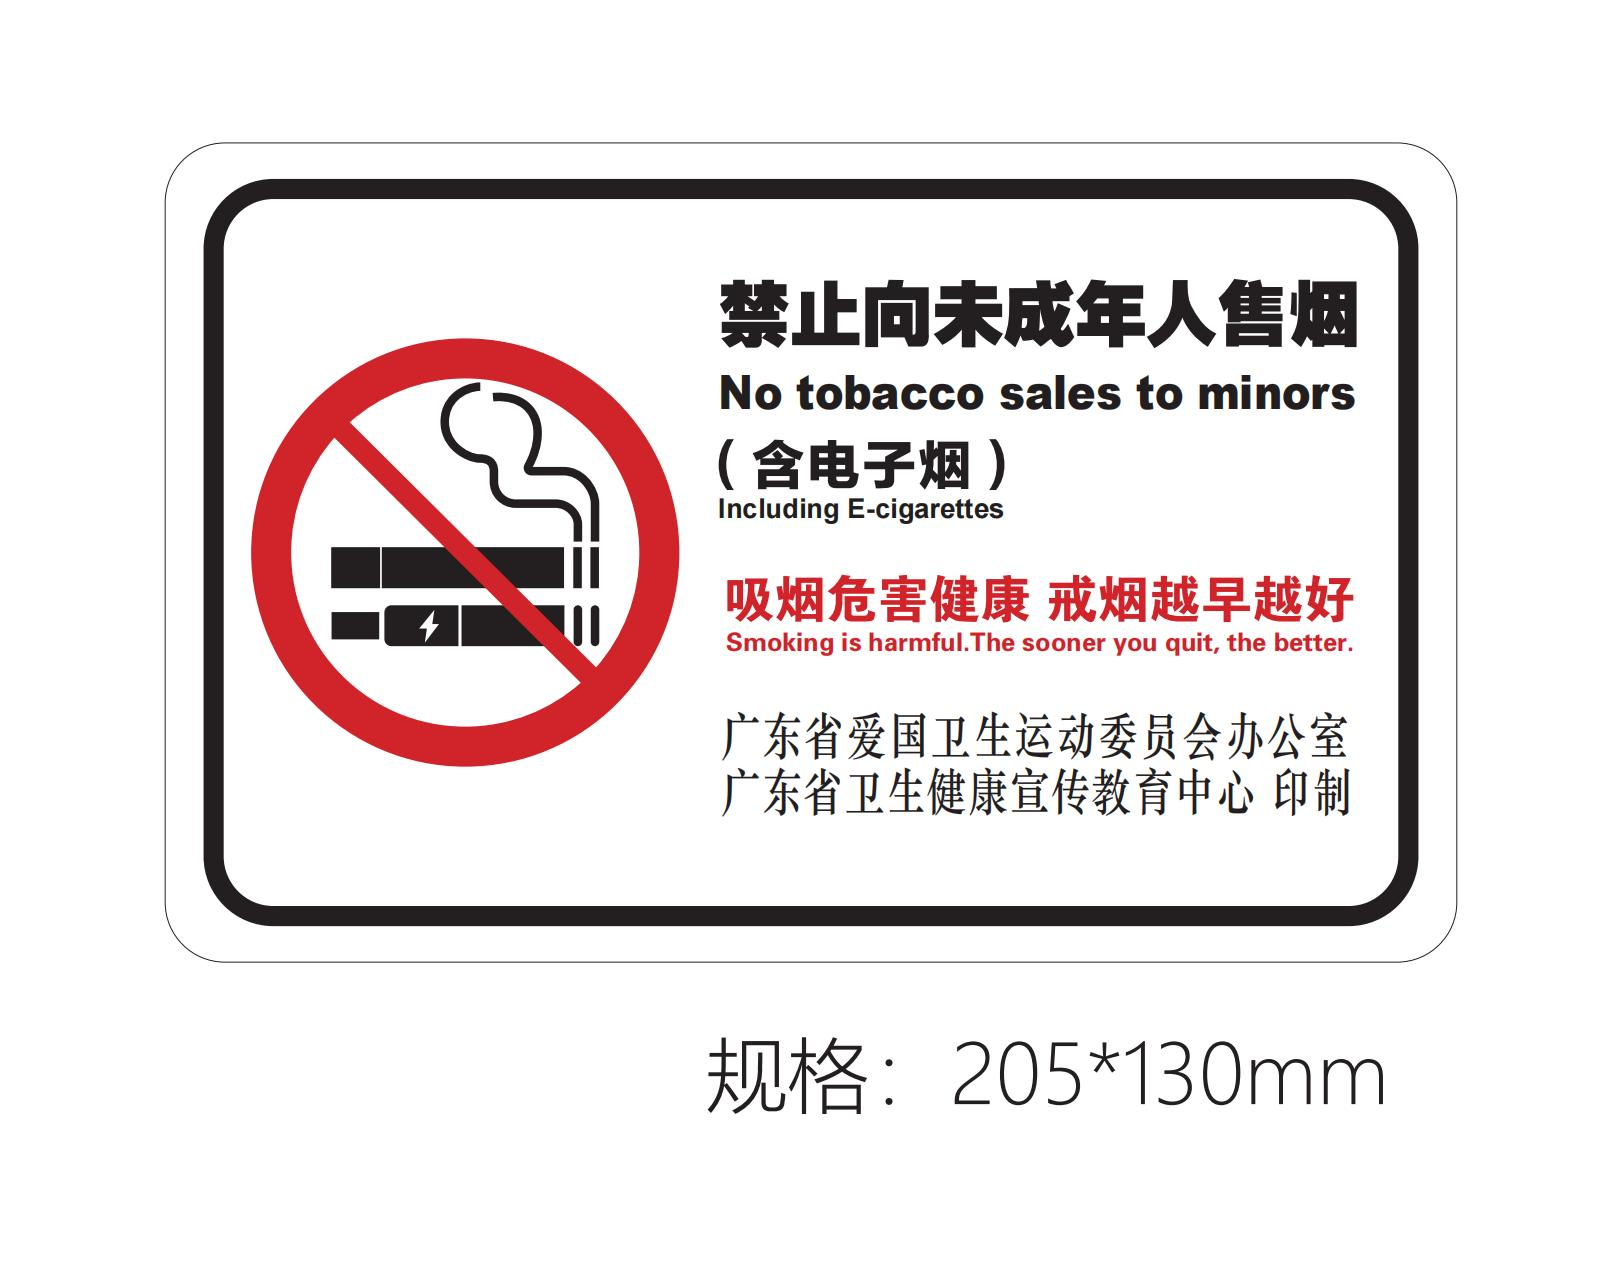 禁止向未成年人售烟
No tobacco sales to minors
（含电子烟）
Including E-cigarettes
吸烟危害健康 戒烟越早越好
Smoking is harmful.The sooner you quit, the better.
广东省爱国卫生运动委员会办公室
广东省卫生健康宣传教育中心 印制
规格：205*130mm